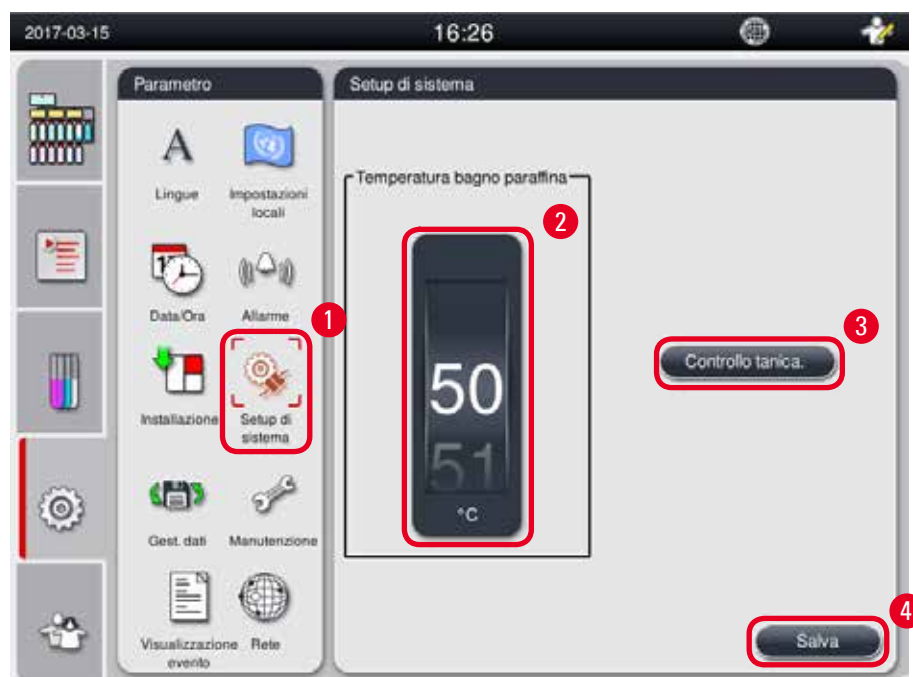 2017-03-15
16:26
Parametro
Setup di sistema
A
Lingue
Impostazioni
locali
Data/Ora
Allarme
1
Installazione
Setup di
sistema
Gest. dati
Manutenzione
Visualizzazione
evento
Rete
Temperatura bagno paraffina
2
50
51
°C
3
Controllo tanica.
4
Salva